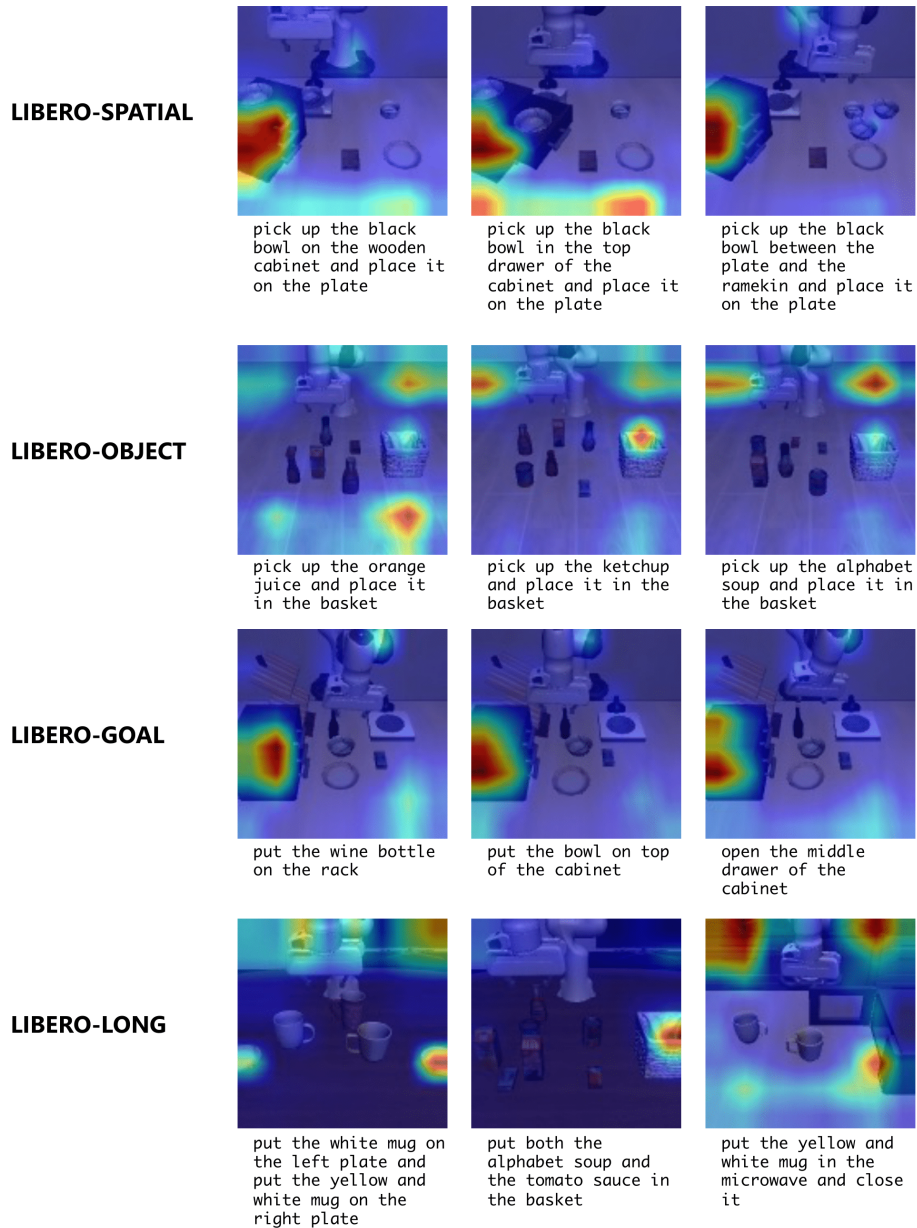 LIBERO-SPATIAL
pick up the black
bowl on the wooden
cabinet and place it
on the plate
pick up the black
bowl in the top
drawer of the
cabinet and place it
on the plate
pick up the black
bowl between the
plate and the
ramekin and place it
on the plate
LIBERO-OBJECT
pick up the orange
juice and place it
in the basket
pick up the ketchup
and place it in the
basket
pick up the alphabet
soup and place it in
the basket
LIBERO-GOAL
put the wine bottle
on the rack
put the bowl on top
of the cabinet
open the middle
drawer of the
cabinet
LIBERO-LONG
put the white mug on
the left plate and
put the yellow and
white mug on the
right plate
put both the
alphabet soup and
the tomato sauce in
the basket
put the yellow and
white mug in the
microwave and close
it